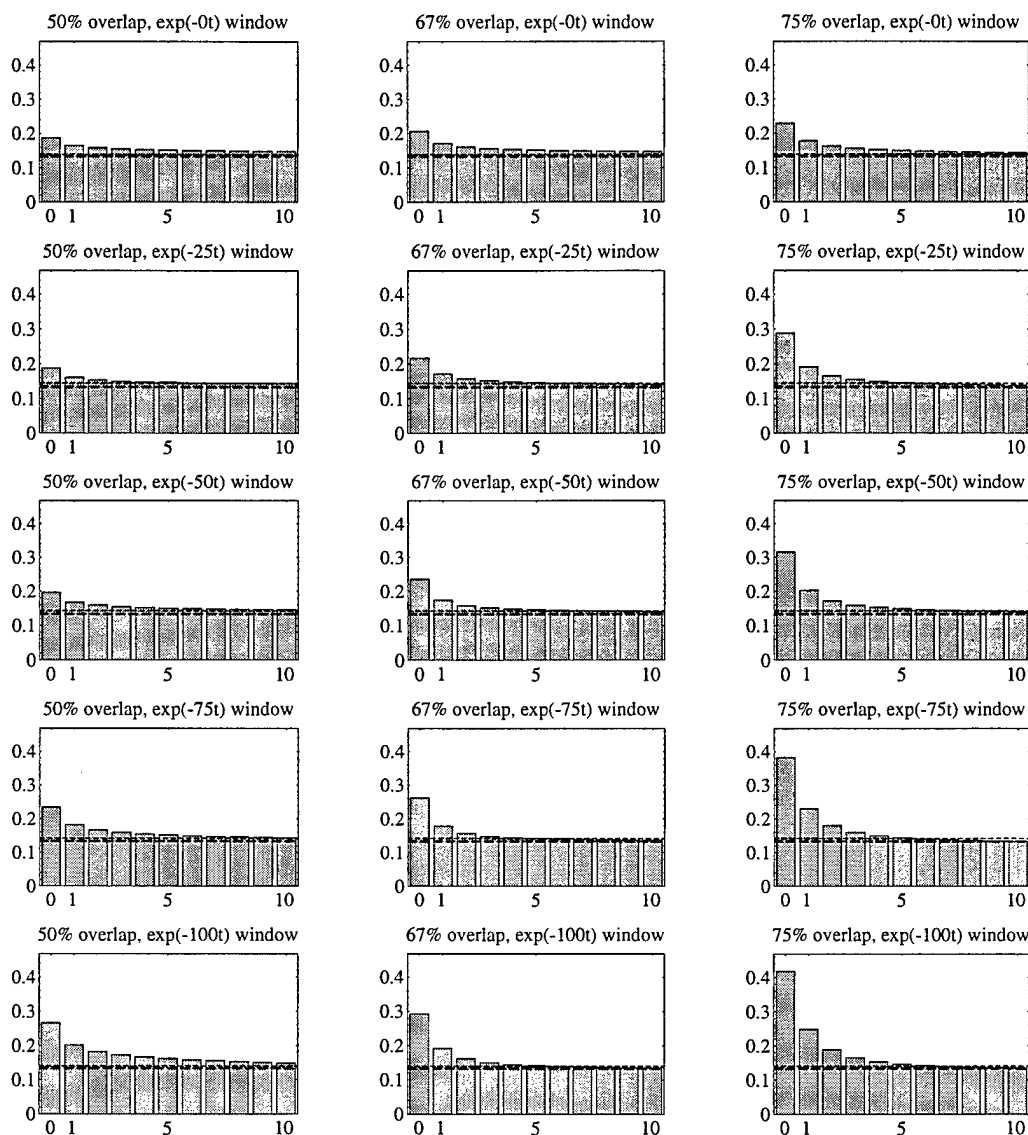 50% overlap, exp(-0t) window
67% overlap, exp(-0t) window
75% overlap, exp(-0t) window
0.4
0.3
0.2
0.1
0
0 1 5 10
0.4
0.3
0.2
0.1
0
0 1 5 10
0.4
0.3
0.2
0.1
0
0 1 5 10
50% overlap, exp(-25t) window
67% overlap, exp(-25t) window
75% overlap, exp(-25t) window
0.4
0.3
0.2
0.1
0
0 1 5 10
0.4
0.3
0.2
0.1
0
0 1 5 10
0.4
0.3
0.2
0.1
0
0 1 5 10
50% overlap, exp(-50t) window
67% overlap, exp(-50t) window
75% overlap, exp(-50t) window
0.4
0.3
0.2
0.1
0
0 1 5 10
0.4
0.3
0.2
0.1
0
0 1 5 10
0.4
0.3
0.2
0.1
0
0 1 5 10
50% overlap, exp(-75t) window
67% overlap, exp(-75t) window
75% overlap, exp(-75t) window
0.4
0.3
0.2
0.1
0
0 1 5 10
0.4
0.3
0.2
0.1
0
0 1 5 10
0.4
0.3
0.2
0.1
0
0 1 5 10
50% overlap, exp(-100t) window
67% overlap, exp(-100t) window
75% overlap, exp(-100t) window
0.4
0.3
0.2
0.1
0
0 1 5 10
0.4
0.3
0.2
0.1
0
0 1 5 10
0.4
0.3
0.2
0.1
0
0 1 5 10